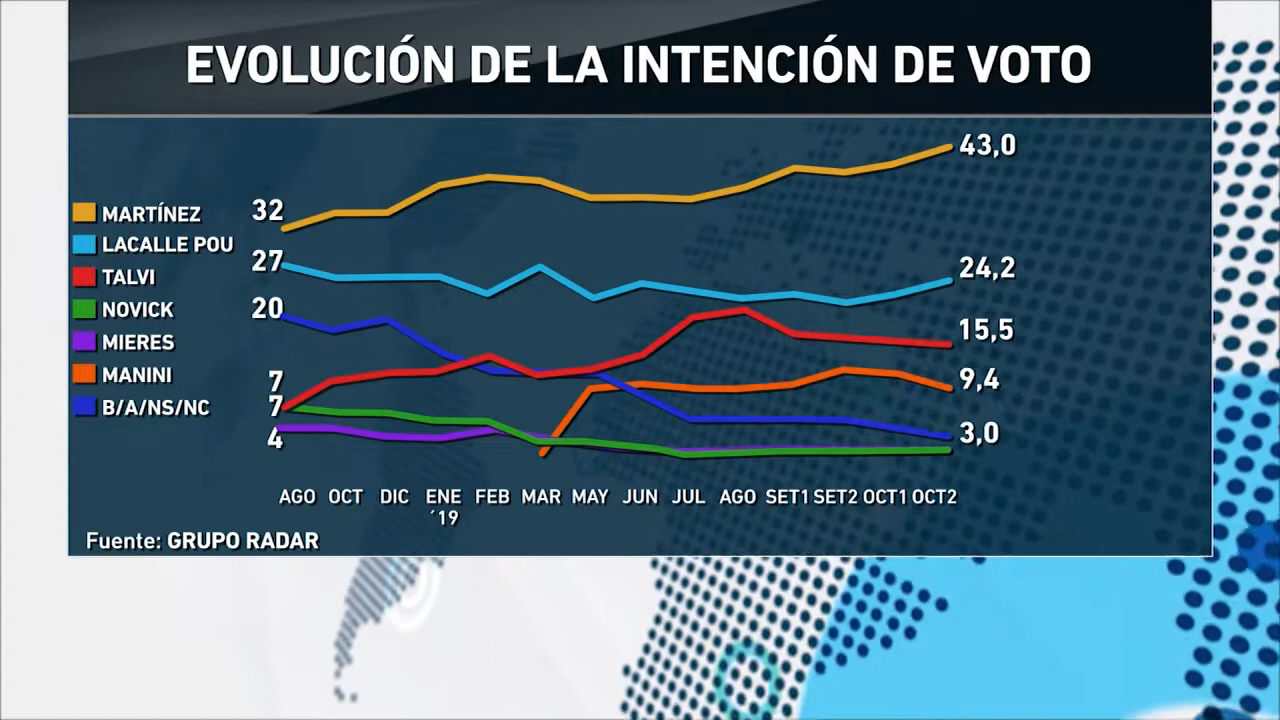 EVOLUCIÓN DE LA INTENCIÓN DE VOTO
43,0
MARTÍNEZ
32
LACALLE POU
27
24,2
TALVI
NOVICK
20
15,5
MIERES
MANINI
7
9,4
B/A/NS/NC
7
4
3,0
AGO OCT DIC ENE FEB MAR MAY JUN JUL AGO SET1 SET2 OCT1 OCT2
´19
Fuente: GRUPO RADAR